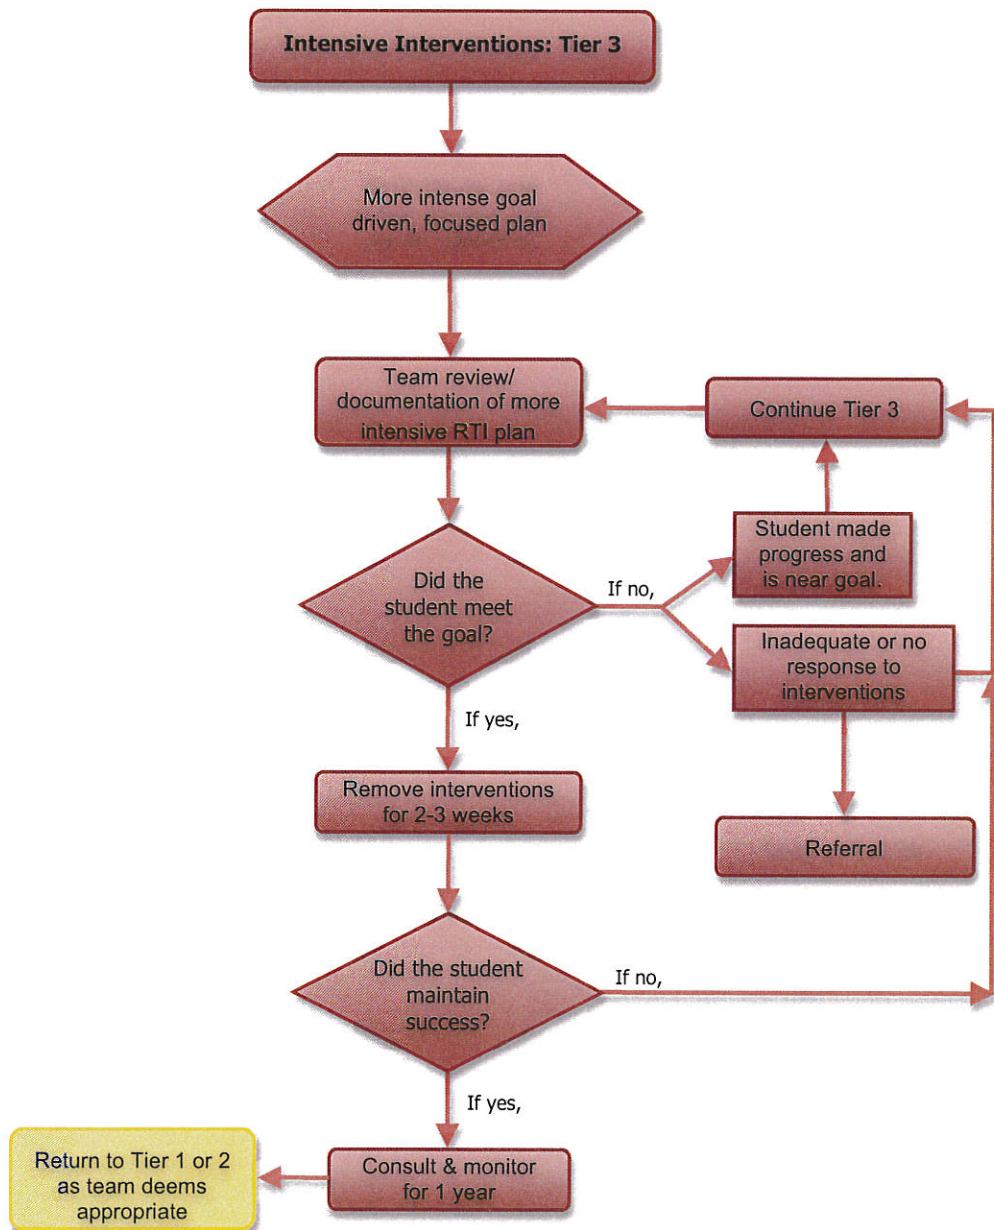 Intensive Interventions: Tier 3
More intense goal
driven, focused plan
Team review/
documentation of more
intensive RTI plan
Continue Tier 3
Student made
progress and
is near goal.
Did the
student meet
the goal?
If no,
Inadequate or no
response to
interventions
If yes,
Remove interventions
for 2-3 weeks
Referral
Did the student
maintain
success?
If no,
If yes,
Consult & monitor
for 1 year
Return to Tier 1 or 2
as team deems
appropriate